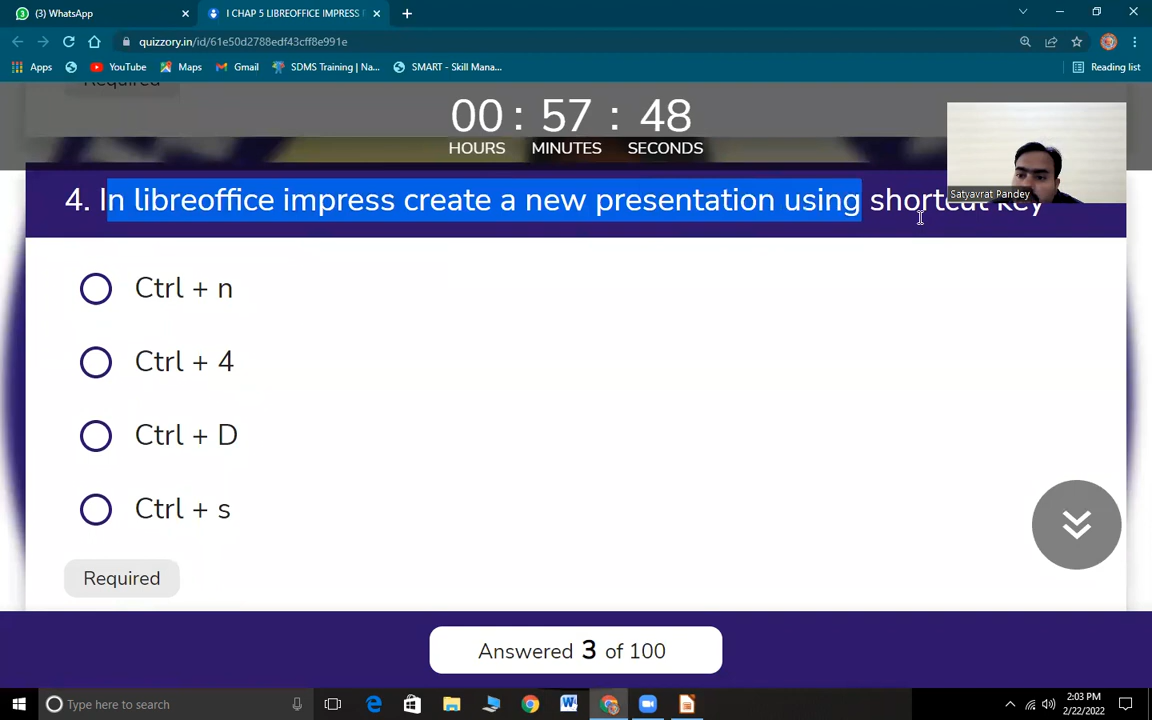 (3) WhatsApp
I CHAP 5 LIBREOFFICE IMPRESS (
quizzory.in/id/61e50d2788edf43cff8e991e
Apps YouTube Maps Gmail SDMS Training | Na... SMART - Skill Mana... Reading list
Required
00 : 57 : 48
HOURS MINUTES SECONDS
Satyavrat Pandey
4. In libreoffice impress create a new presentation using shortcut key
Ctrl + n
Ctrl + 4
Ctrl + D
Ctrl + s
Required
Answered 3 of 100
Type here to search
2:03 PM
2/22/2022